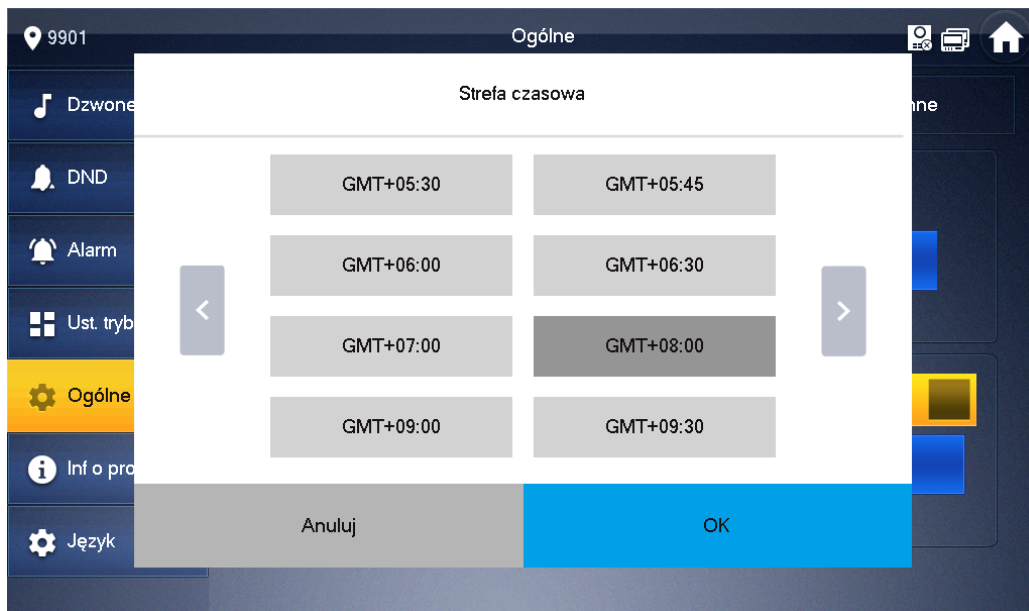 9901
Ogólne
Strefa czasowa
Dzwone
nne
DND
Alarm
Ust. tryb
Ogólne
Inf o pro
Język
GMT+05:30
GMT+05:45
GMT+06:00
GMT+06:30
GMT+07:00
GMT+08:00
GMT+09:00
GMT+09:30
Anuluj
OK